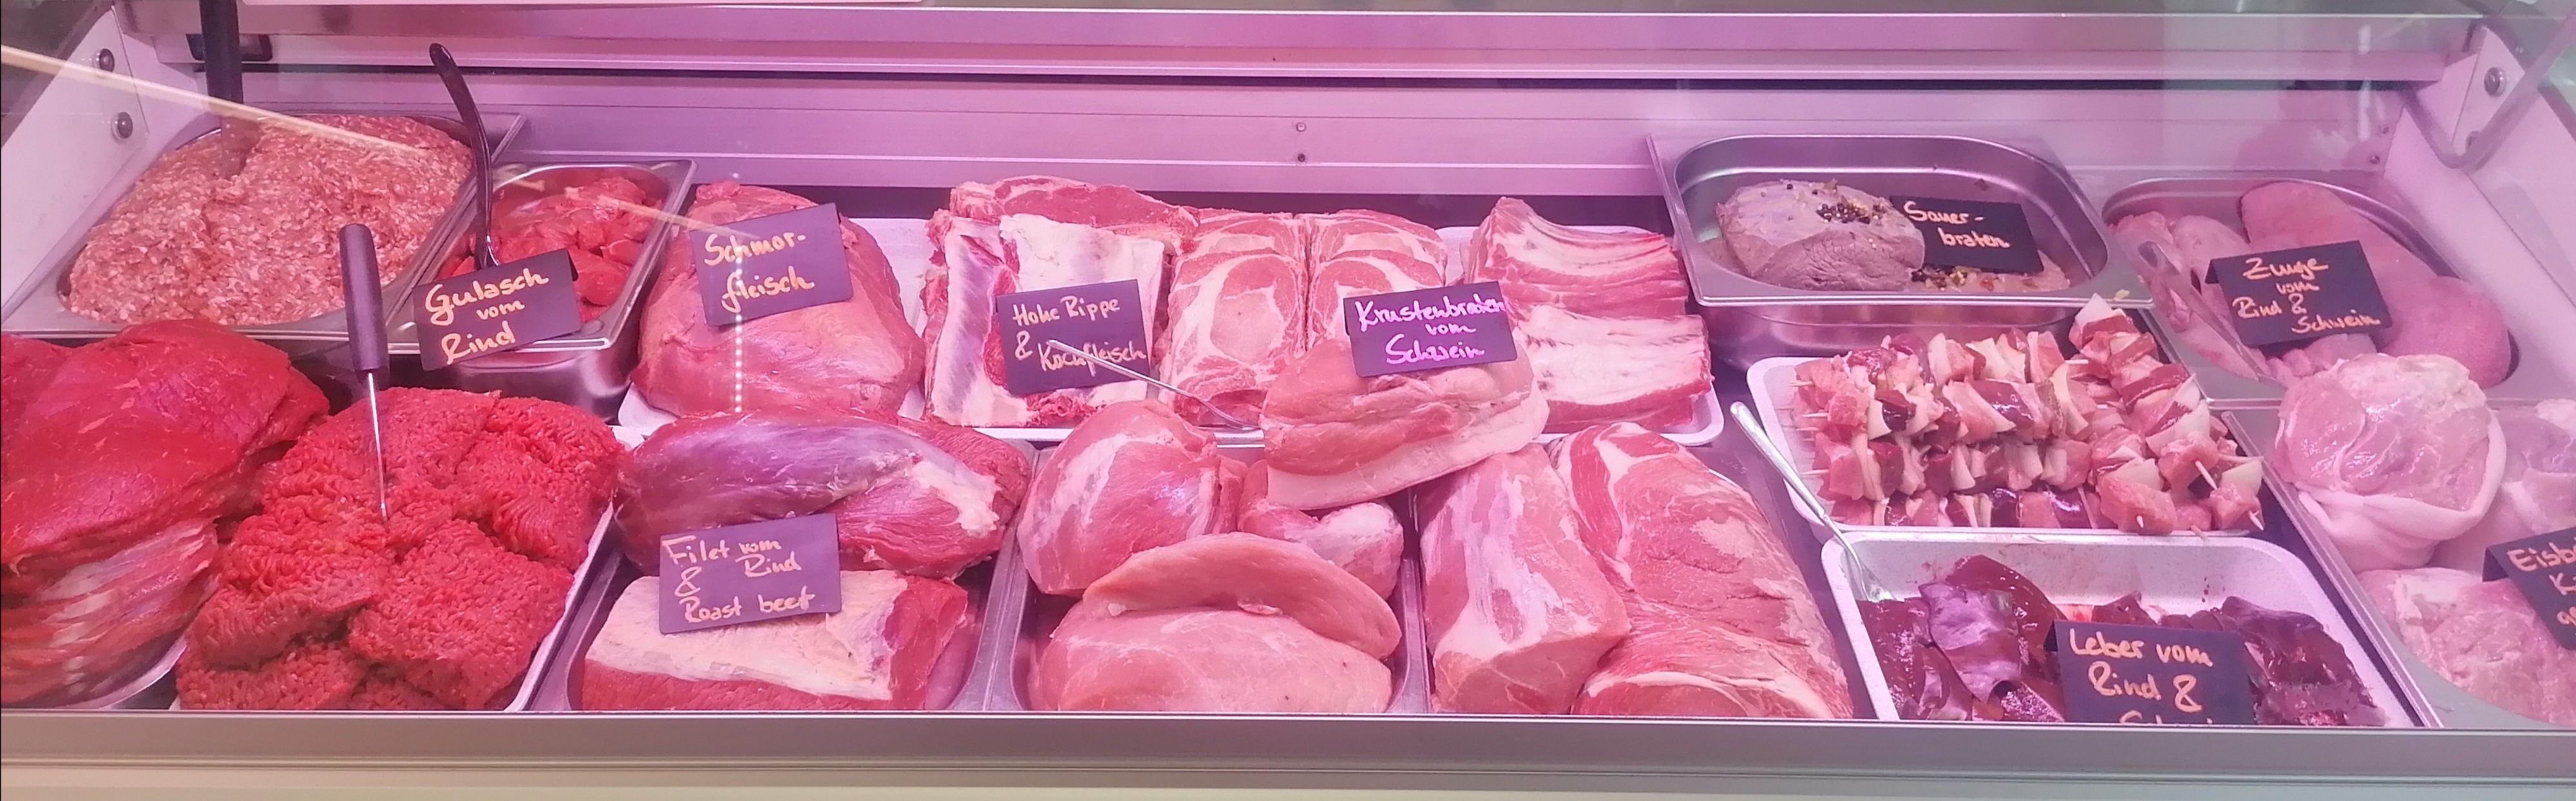 Gulasch
vom
Rind
Schmor-
fleisch
Hohe Rippe
& Kochfleisch
Krustenbraten
vom
Schwein
Sauer-
braten
Zunge
vom
Rind &
Schwein
Filet vom
& Rind
Roast beef
Leber vom
Rind &